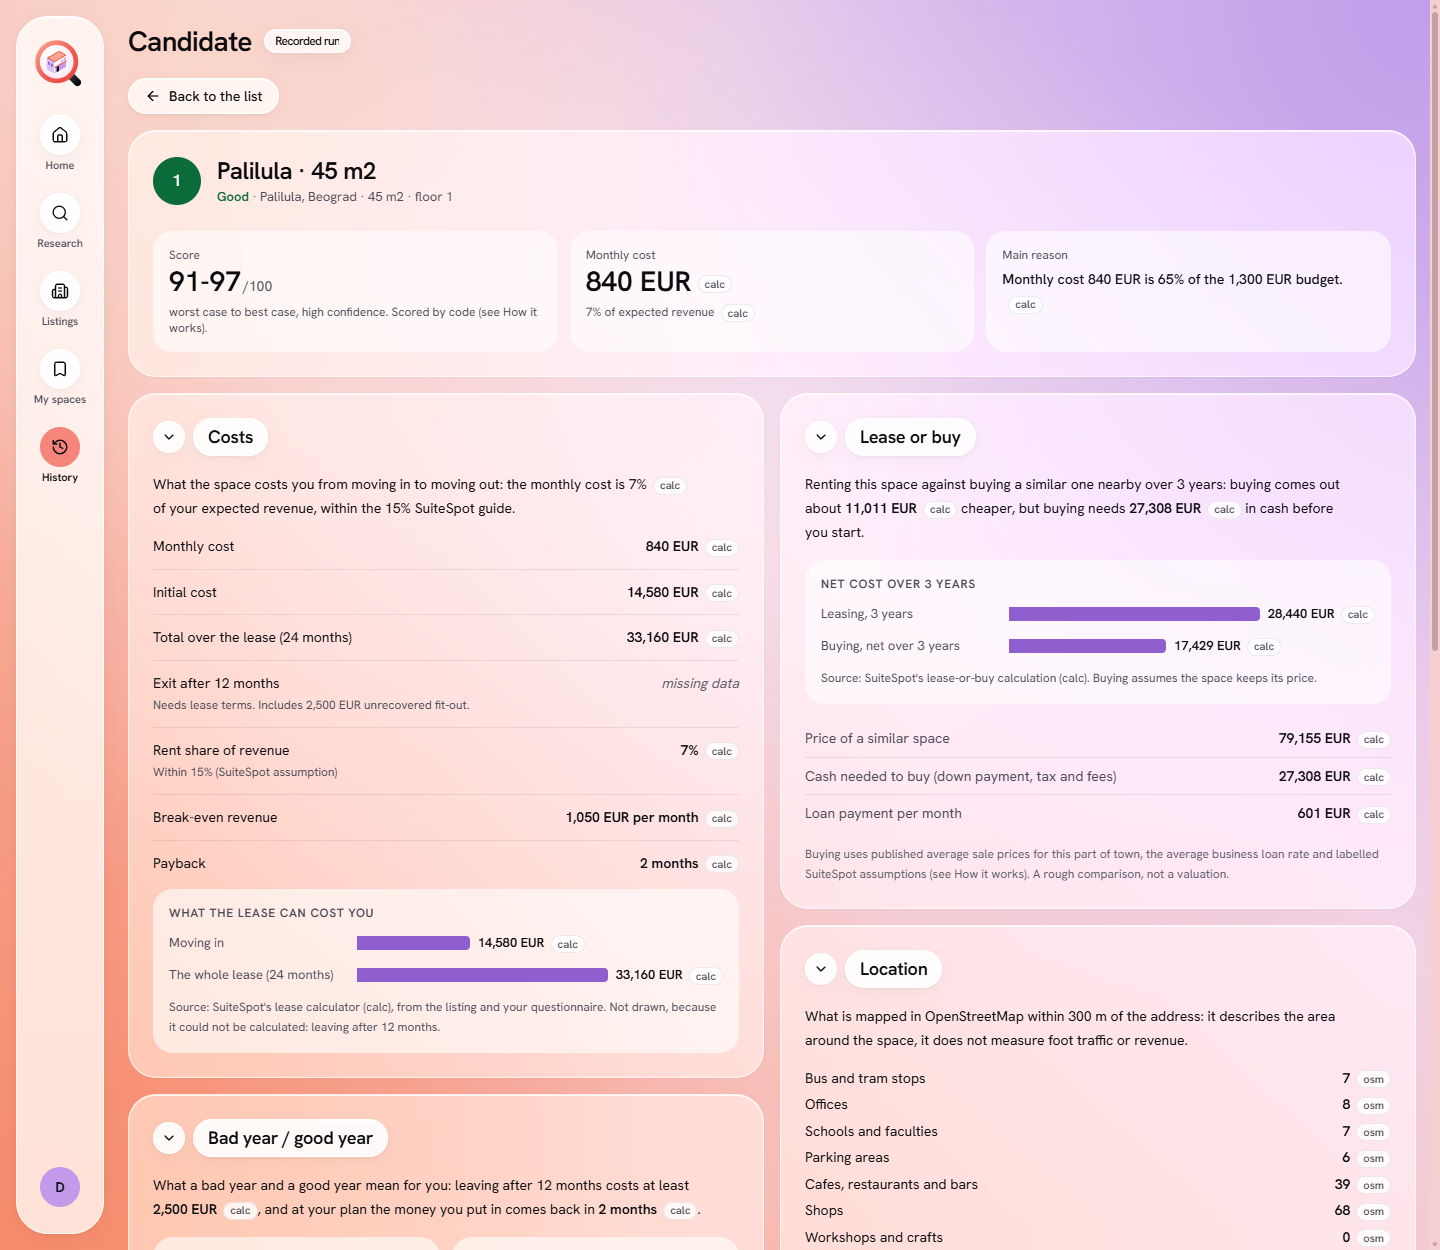 Candidate
Recorded run
Back to the list
Home
Research
Listings
My spaces
History
D
1
Palilula · 45 m2
Good · Palilula, Beograd · 45 m2 · floor 1
Score
91-97/100
worst case to best case, high confidence. Scored by code (see How it
works).
Monthly cost
840 EUR calc
7% of expected revenue calc
Main reason
Monthly cost 840 EUR is 65% of the 1,300 EUR budget.
calc
Costs
What the space costs you from moving in to moving out: the monthly cost is 7% calc
of your expected revenue, within the 15% SuiteSpot guide.
Monthly cost 840 EUR calc
Initial cost 14,580 EUR calc
Total over the lease (24 months) 33,160 EUR calc
Exit after 12 months missing data
Needs lease terms. Includes 2,500 EUR unrecovered fit-out.
Rent share of revenue 7% calc
Within 15% (SuiteSpot assumption)
Break-even revenue 1,050 EUR per month calc
Payback 2 months calc
WHAT THE LEASE CAN COST YOU
Moving in 14,580 EUR calc
The whole lease (24 months) 33,160 EUR calc
Source: SuiteSpot's lease calculator (calc), from the listing and your questionnaire. Not drawn, because
it could not be calculated: leaving after 12 months.
Bad year / good year
What a bad year and a good year mean for you: leaving after 12 months costs at least
2,500 EUR calc, and at your plan the money you put in comes back in 2 months calc.
Lease or buy
Renting this space against buying a similar one nearby over 3 years: buying comes out
about 11,011 EUR calc cheaper, but buying needs 27,308 EUR calc in cash before
you start.
NET COST OVER 3 YEARS
Leasing, 3 years 28,440 EUR calc
Buying, net over 3 years 17,429 EUR calc
Source: SuiteSpot's lease-or-buy calculation (calc). Buying assumes the space keeps its price.
Price of a similar space 79,155 EUR calc
Cash needed to buy (down payment, tax and fees) 27,308 EUR calc
Loan payment per month 601 EUR calc
Buying uses published average sale prices for this part of town, the average business loan rate and labelled
SuiteSpot assumptions (see How it works). A rough comparison, not a valuation.
Location
What is mapped in OpenStreetMap within 300 m of the address: it describes the area
around the space, it does not measure foot traffic or revenue.
Bus and tram stops 7 osm
Offices 8 osm
Schools and faculties 7 osm
Parking areas 6 osm
Cafes, restaurants and bars 39 osm
Shops 68 osm
Workshops and crafts 0 osm